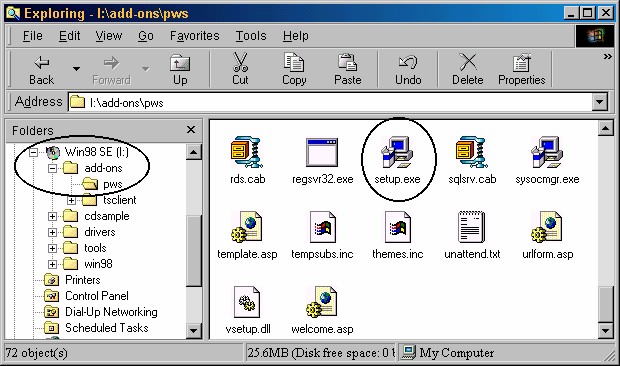 Exploring - I:\add-ons\pws
File Edit View Go Favorites Tools Help
Back Forward Up Cut Copy Paste Undo Delete Properties »
Address I:\add-ons\pws
Folders
Win98 SE (I:)
add-ons
pws
tsclient
cdsample
drivers
tools
win98
Printers
Control Panel
Dial-Up Networking
Scheduled Tasks
rds.cab regsvr32.exe setup.exe sqlsrv.cab sysocmgr.exe
template.asp tempsubs.inc themes.inc unattend.txt urlform.asp
vsetup.dll welcome.asp
72 object(s) 25.6MB (Disk free space: 0 My Computer